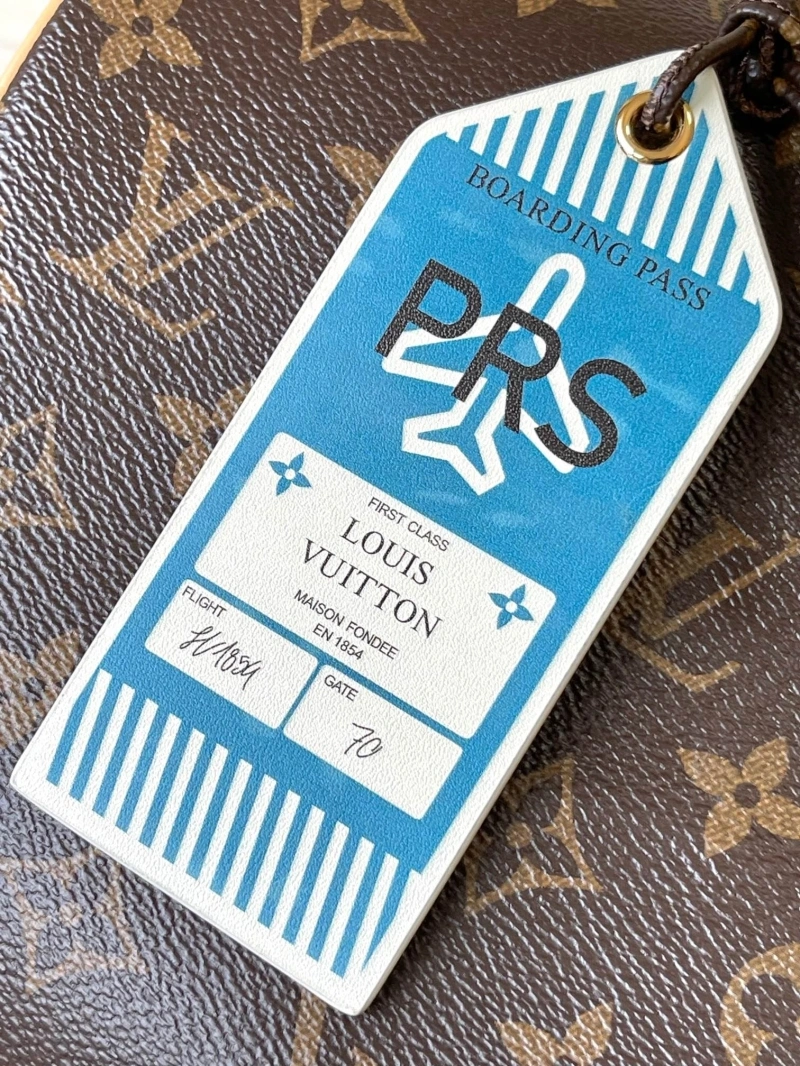 BOARDING PASS
PRS
FIRST CLASS
LOUIS
VUITTON
MAISON FONDEE
EN 1854
FLIGHT
LV1854
GATE
70